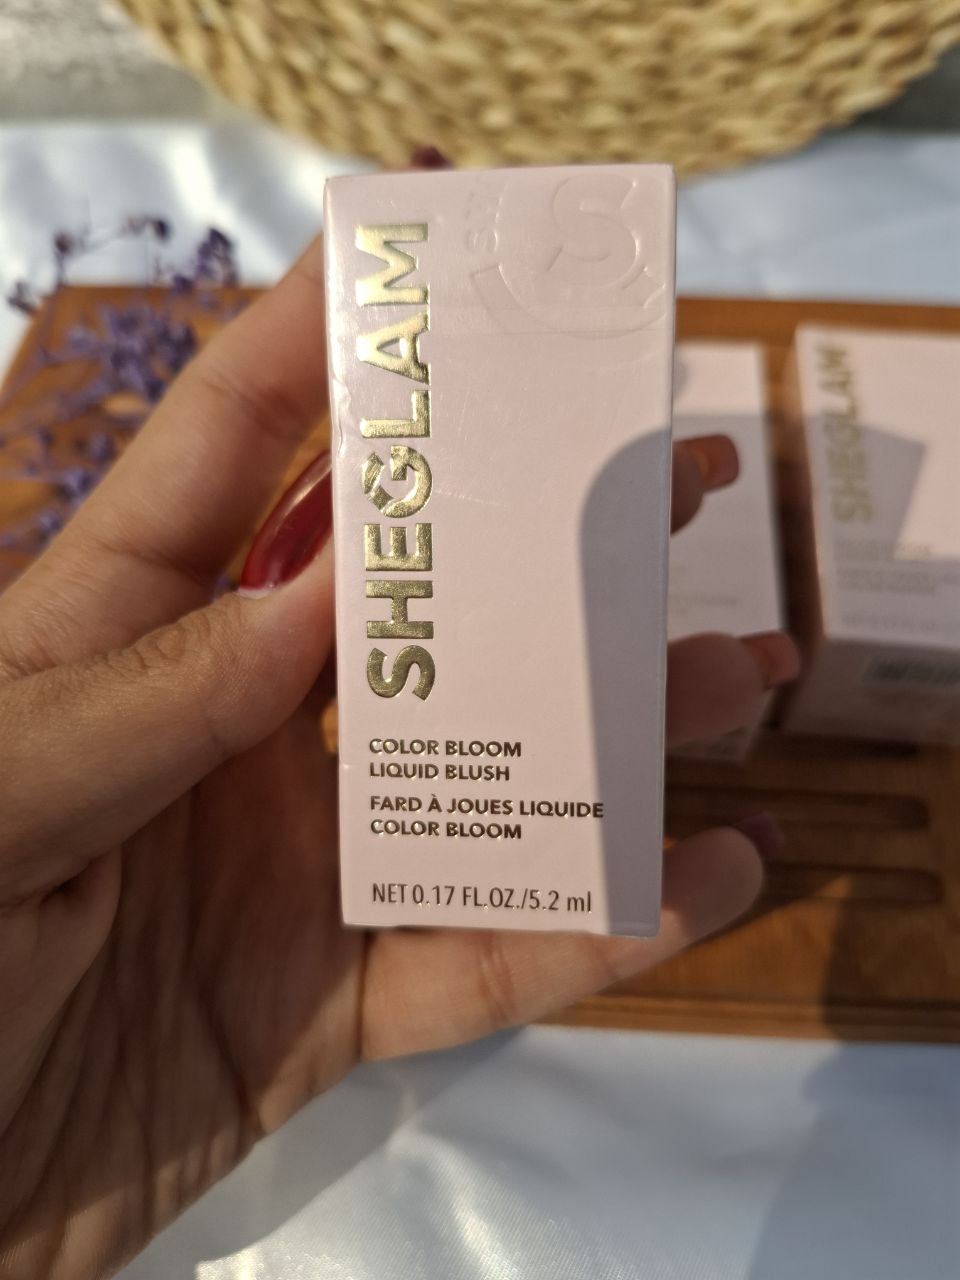 SHEGLAM
COLOR BLOOM
LIQUID BLUSH
FARD À JOUES LIQUIDE
COLOR BLOOM
NET 0.17 FL.OZ./5.2 ml
S
SHEGLAM